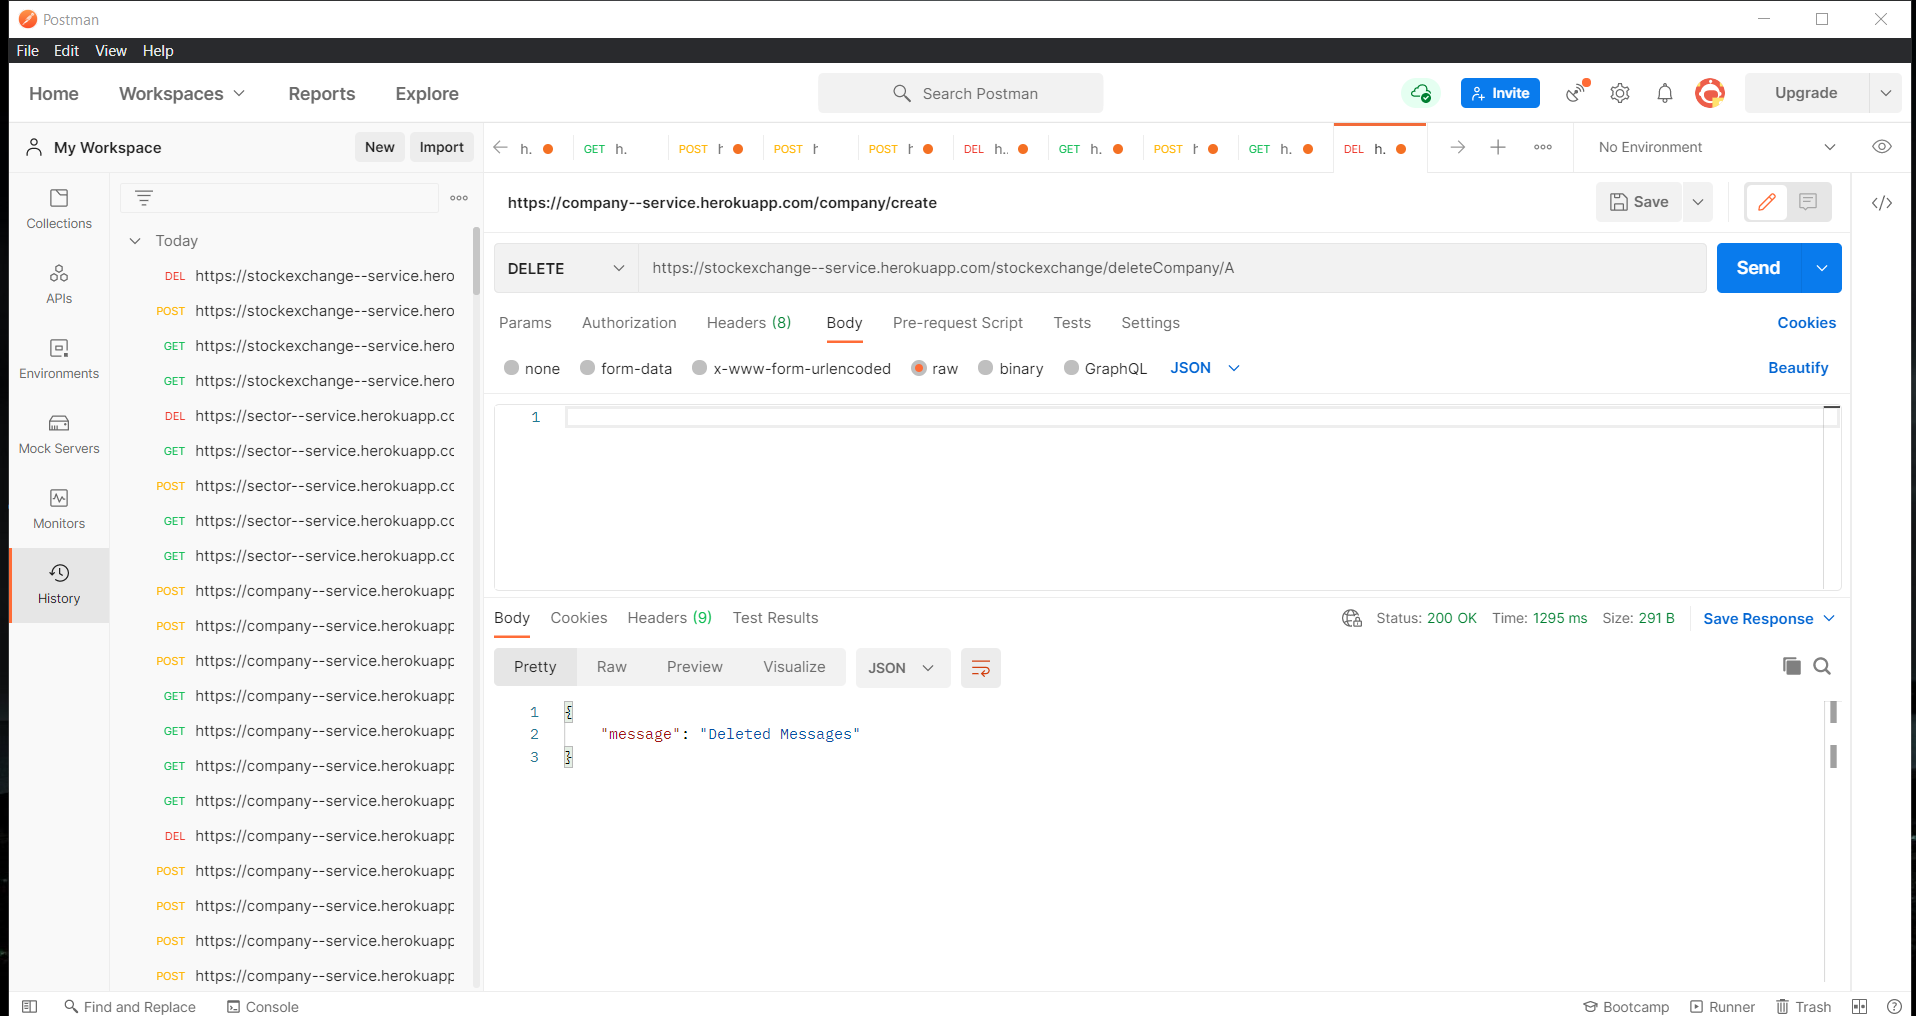 Postman
File Edit View Help
Home Workspaces Reports Explore Search Postman Invite Upgrade
My Workspace New Import
h. GET h. POST POST POST DEL h.. GET h. POST GET h. DEL h. No Environment
Collections
APIs
Environments
Mock Servers
Monitors
History
Today
DEL https://stockexchange--service.hero
POST https://stockexchange--service.hero
GET https://stockexchange--service.hero
GET https://stockexchange--service.hero
DEL https://sector--service.herokuapp.cc
GET https://sector--service.herokuapp.cc
POST https://sector--service.herokuapp.cc
GET https://sector--service.herokuapp.cc
GET https://sector--service.herokuapp.cc
POST https://company--service.herokuapp
POST https://company--service.herokuapp
POST https://company--service.herokuapp
GET https://company--service.herokuapp
GET https://company--service.herokuapp
GET https://company--service.herokuapp
GET https://company--service.herokuapp
DEL https://company--service.herokuapp
POST https://company--service.herokuapp
POST https://company--service.herokuapp
POST https://company--service.herokuapp
POST https://company--service.herokuapp
https://company--service.herokuapp.com/company/create
Save
DELETE https://stockexchange--service.herokuapp.com/stockexchange/deleteCompany/A Send
Params Authorization Headers (8) Body Pre-request Script Tests Settings Cookies
none form-data x-www-form-urlencoded raw binary GraphQL JSON Beautify
1
Body Cookies Headers (9) Test Results Status: 200 OK Time: 1295 ms Size: 291 B Save Response
Pretty Raw Preview Visualize JSON
1 {
2 "message": "Deleted Messages"
3 }
Find and Replace Console Bootcamp Runner Trash